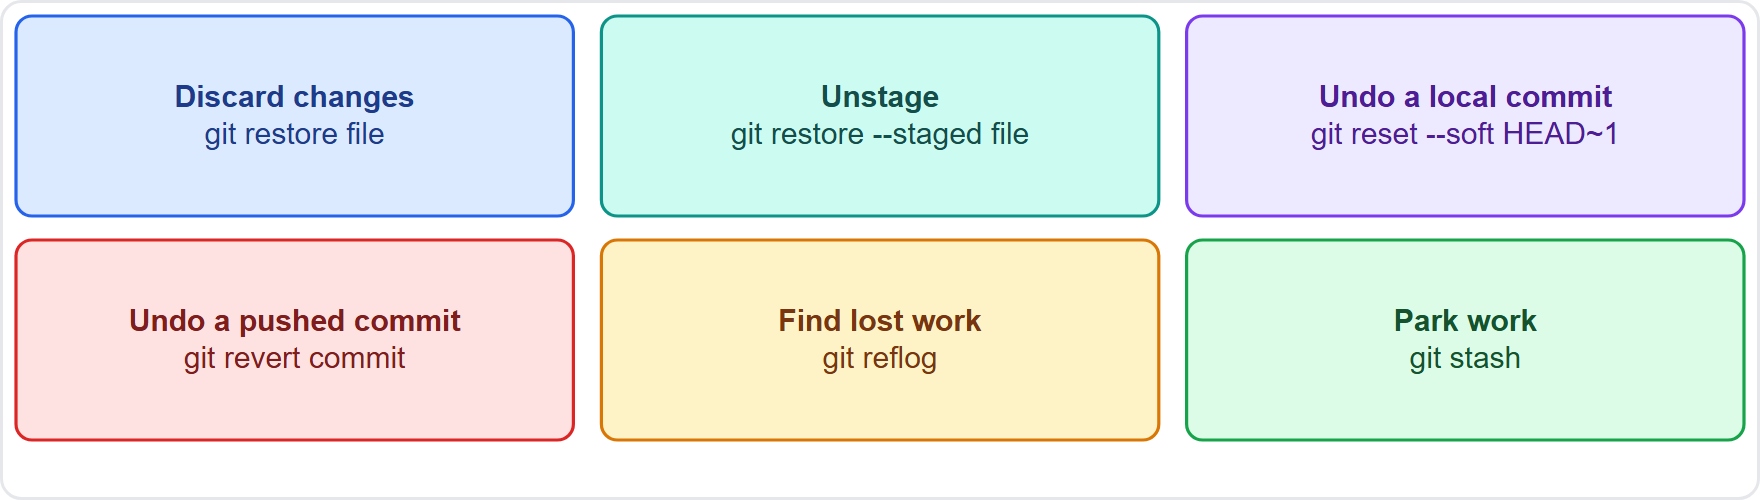 Discard changes
git restore file
Unstage
git restore --staged file
Undo a local commit
git reset --soft HEAD~1
Undo a pushed commit
git revert commit
Find lost work
git reflog
Park work
git stash